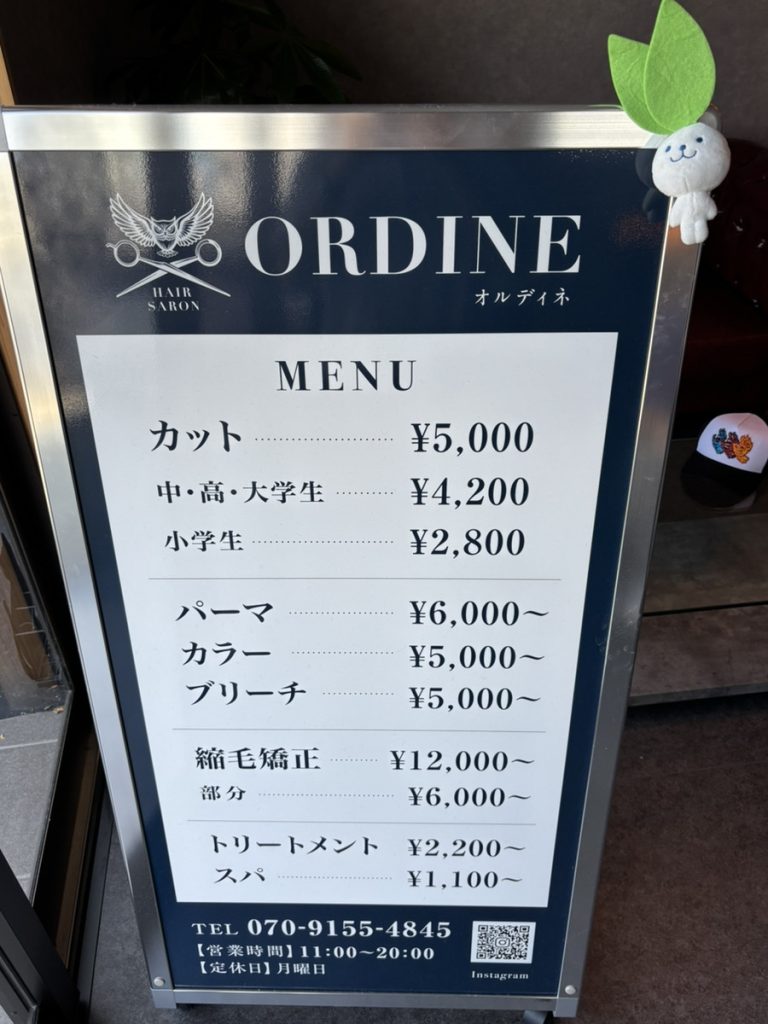 ORDINE
HAIR
SARON
オルディネ
MENU
カット ¥5,000
中・高・大学生 ¥4,200
小学生 ¥2,800
パーマ ¥6,000〜
カラー ¥5,000〜
ブリーチ ¥5,000〜
縮毛矯正 ¥12,000〜
部分 ¥6,000〜
トリートメント ¥2,200〜
スパ ¥1,100〜
TEL 070-9155-4845
【営業時間】11:00〜20:00
【定休日】月曜日
Instagram